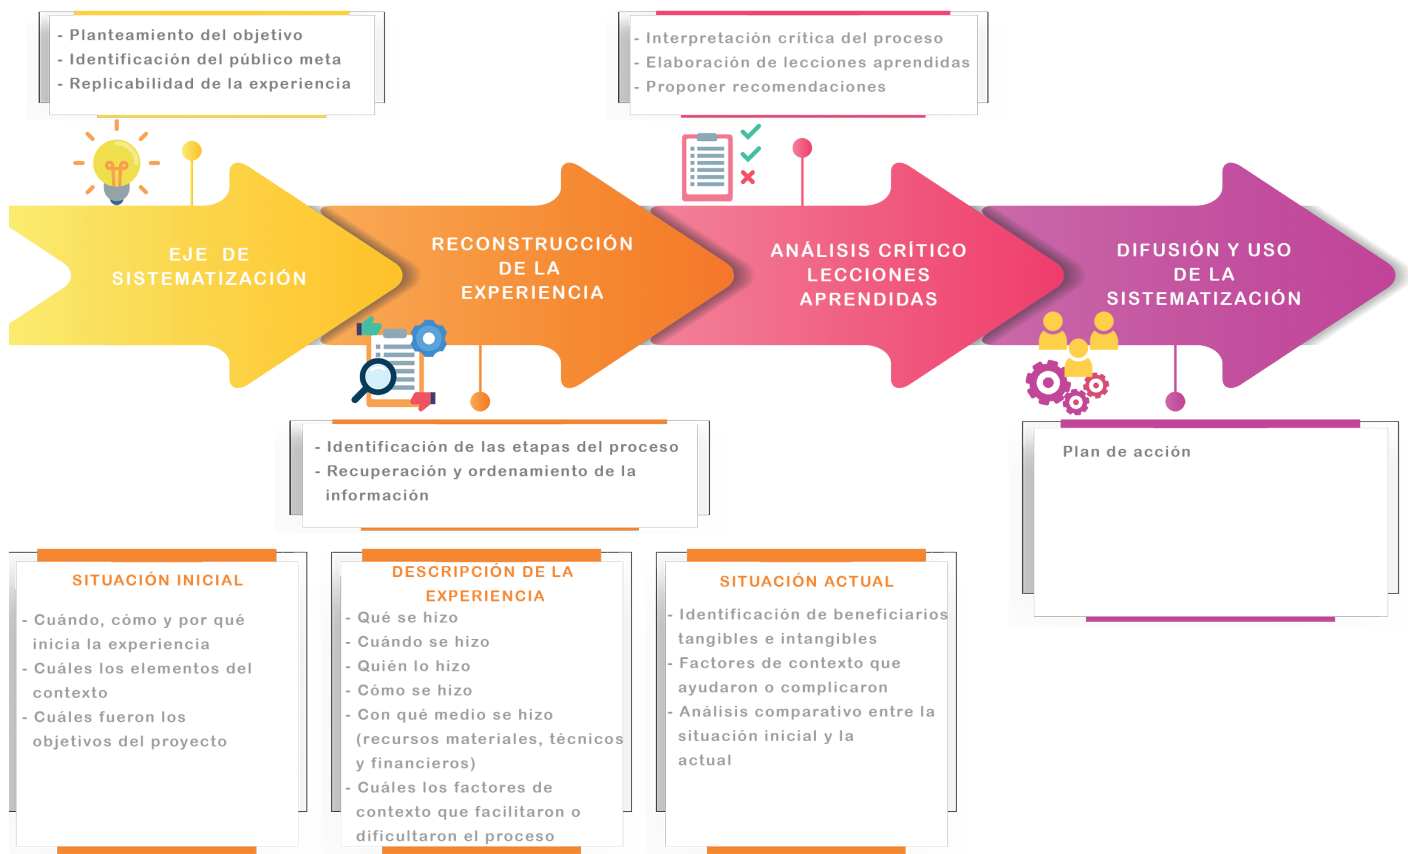 - Planteamiento del objetivo
- Identificación del público meta
- Replicabilidad de la experiencia
- Interpretación crítica del proceso
- Elaboración de lecciones aprendidas
- Proponer recomendaciones
EJE DE
SISTEMATIZACIÓN
RECONSTRUCCIÓN
DE LA
EXPERIENCIA
ANÁLISIS CRÍTICO
LECCIONES
APRENDIDAS
DIFUSIÓN Y USO
DE LA
SISTEMATIZACIÓN
- Identificación de las etapas del proceso
- Recuperación y ordenamiento de la
información
Plan de acción
SITUACIÓN INICIAL
- Cuándo, cómo y por qué
inicia la experiencia
- Cuáles los elementos del
contexto
- Cuáles fueron los
objetivos del proyecto
DESCRIPCIÓN DE LA
EXPERIENCIA
- Qué se hizo
- Cuándo se hizo
- Quién lo hizo
- Cómo se hizo
- Con qué medio se hizo
(recursos materiales, técnicos
y financieros)
- Cuáles los factores de
contexto que facilitaron o
dificultaron el proceso
SITUACIÓN ACTUAL
- Identificación de beneficiarios
tangibles e intangibles
- Factores de contexto que
ayudaron o complicaron
- Análisis comparativo entre la
situación inicial y la
actual